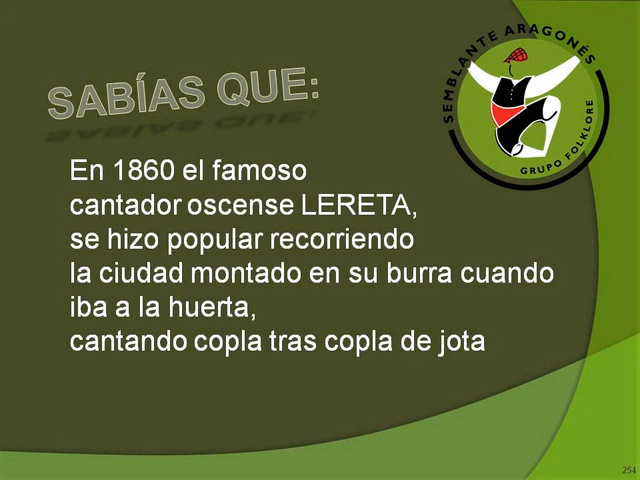 SABÍAS QUE:
SEMBLANTE ARAGONÉS
GRUPO FOLKLORE
En 1860 el famoso
cantador oscense LERETA,
se hizo popular recorriendo
la ciudad montado en su burra cuando
iba a la huerta,
cantando copla tras copla de jota
254